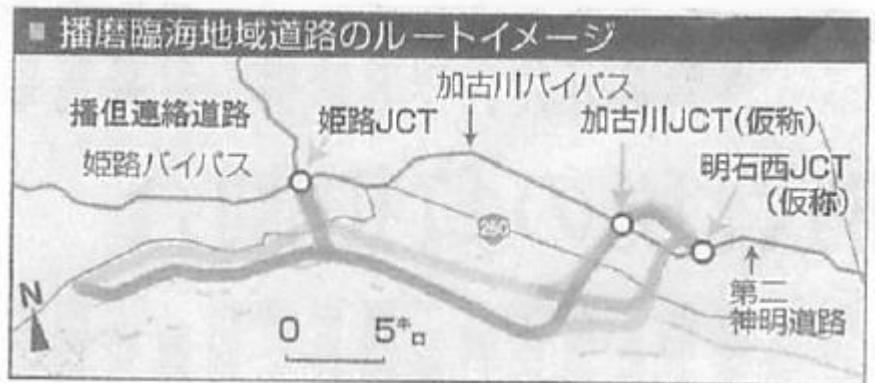 ■ 播磨臨海地域道路のルートイメージ
加古川バイパス
播但連絡道路
姫路JCT
加古川JCT(仮称)
姫路バイパス
明石西JCT
(仮称)
250
第二
神明道路
N
0 5キロ